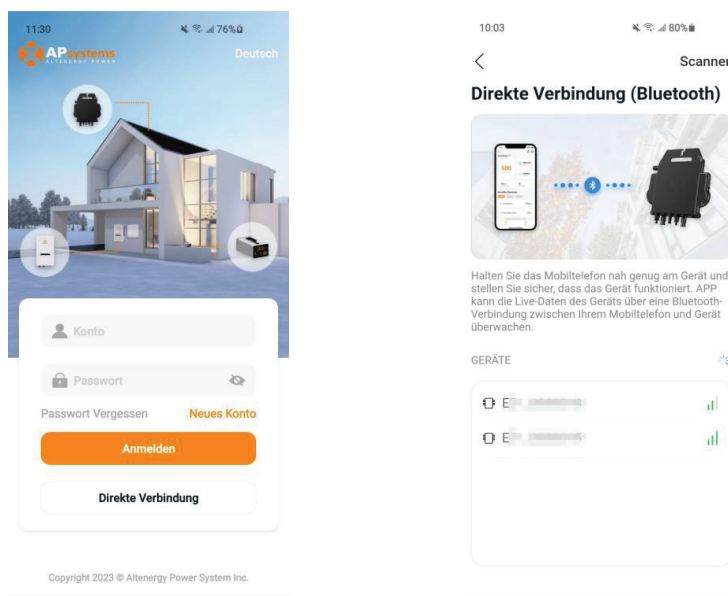 11:30
76%
APsystems
ALTENERGY POWER
Deutsch
Konto
Passwort
Passwort Vergessen
Neues Konto
Anmelden
Direkte Verbindung
Copyright 2023 © Altenergy Power System Inc.
10:03
80%
Scanner
Direkte Verbindung (Bluetooth)
Halten Sie das Mobiltelefon nah genug am Gerät und
stellen Sie sicher, dass das Gerät funktioniert. APP
kann die Live-Daten des Geräts über eine Bluetooth-
Verbindung zwischen Ihrem Mobiltelefon und Gerät
überwachen.
GERÄTE